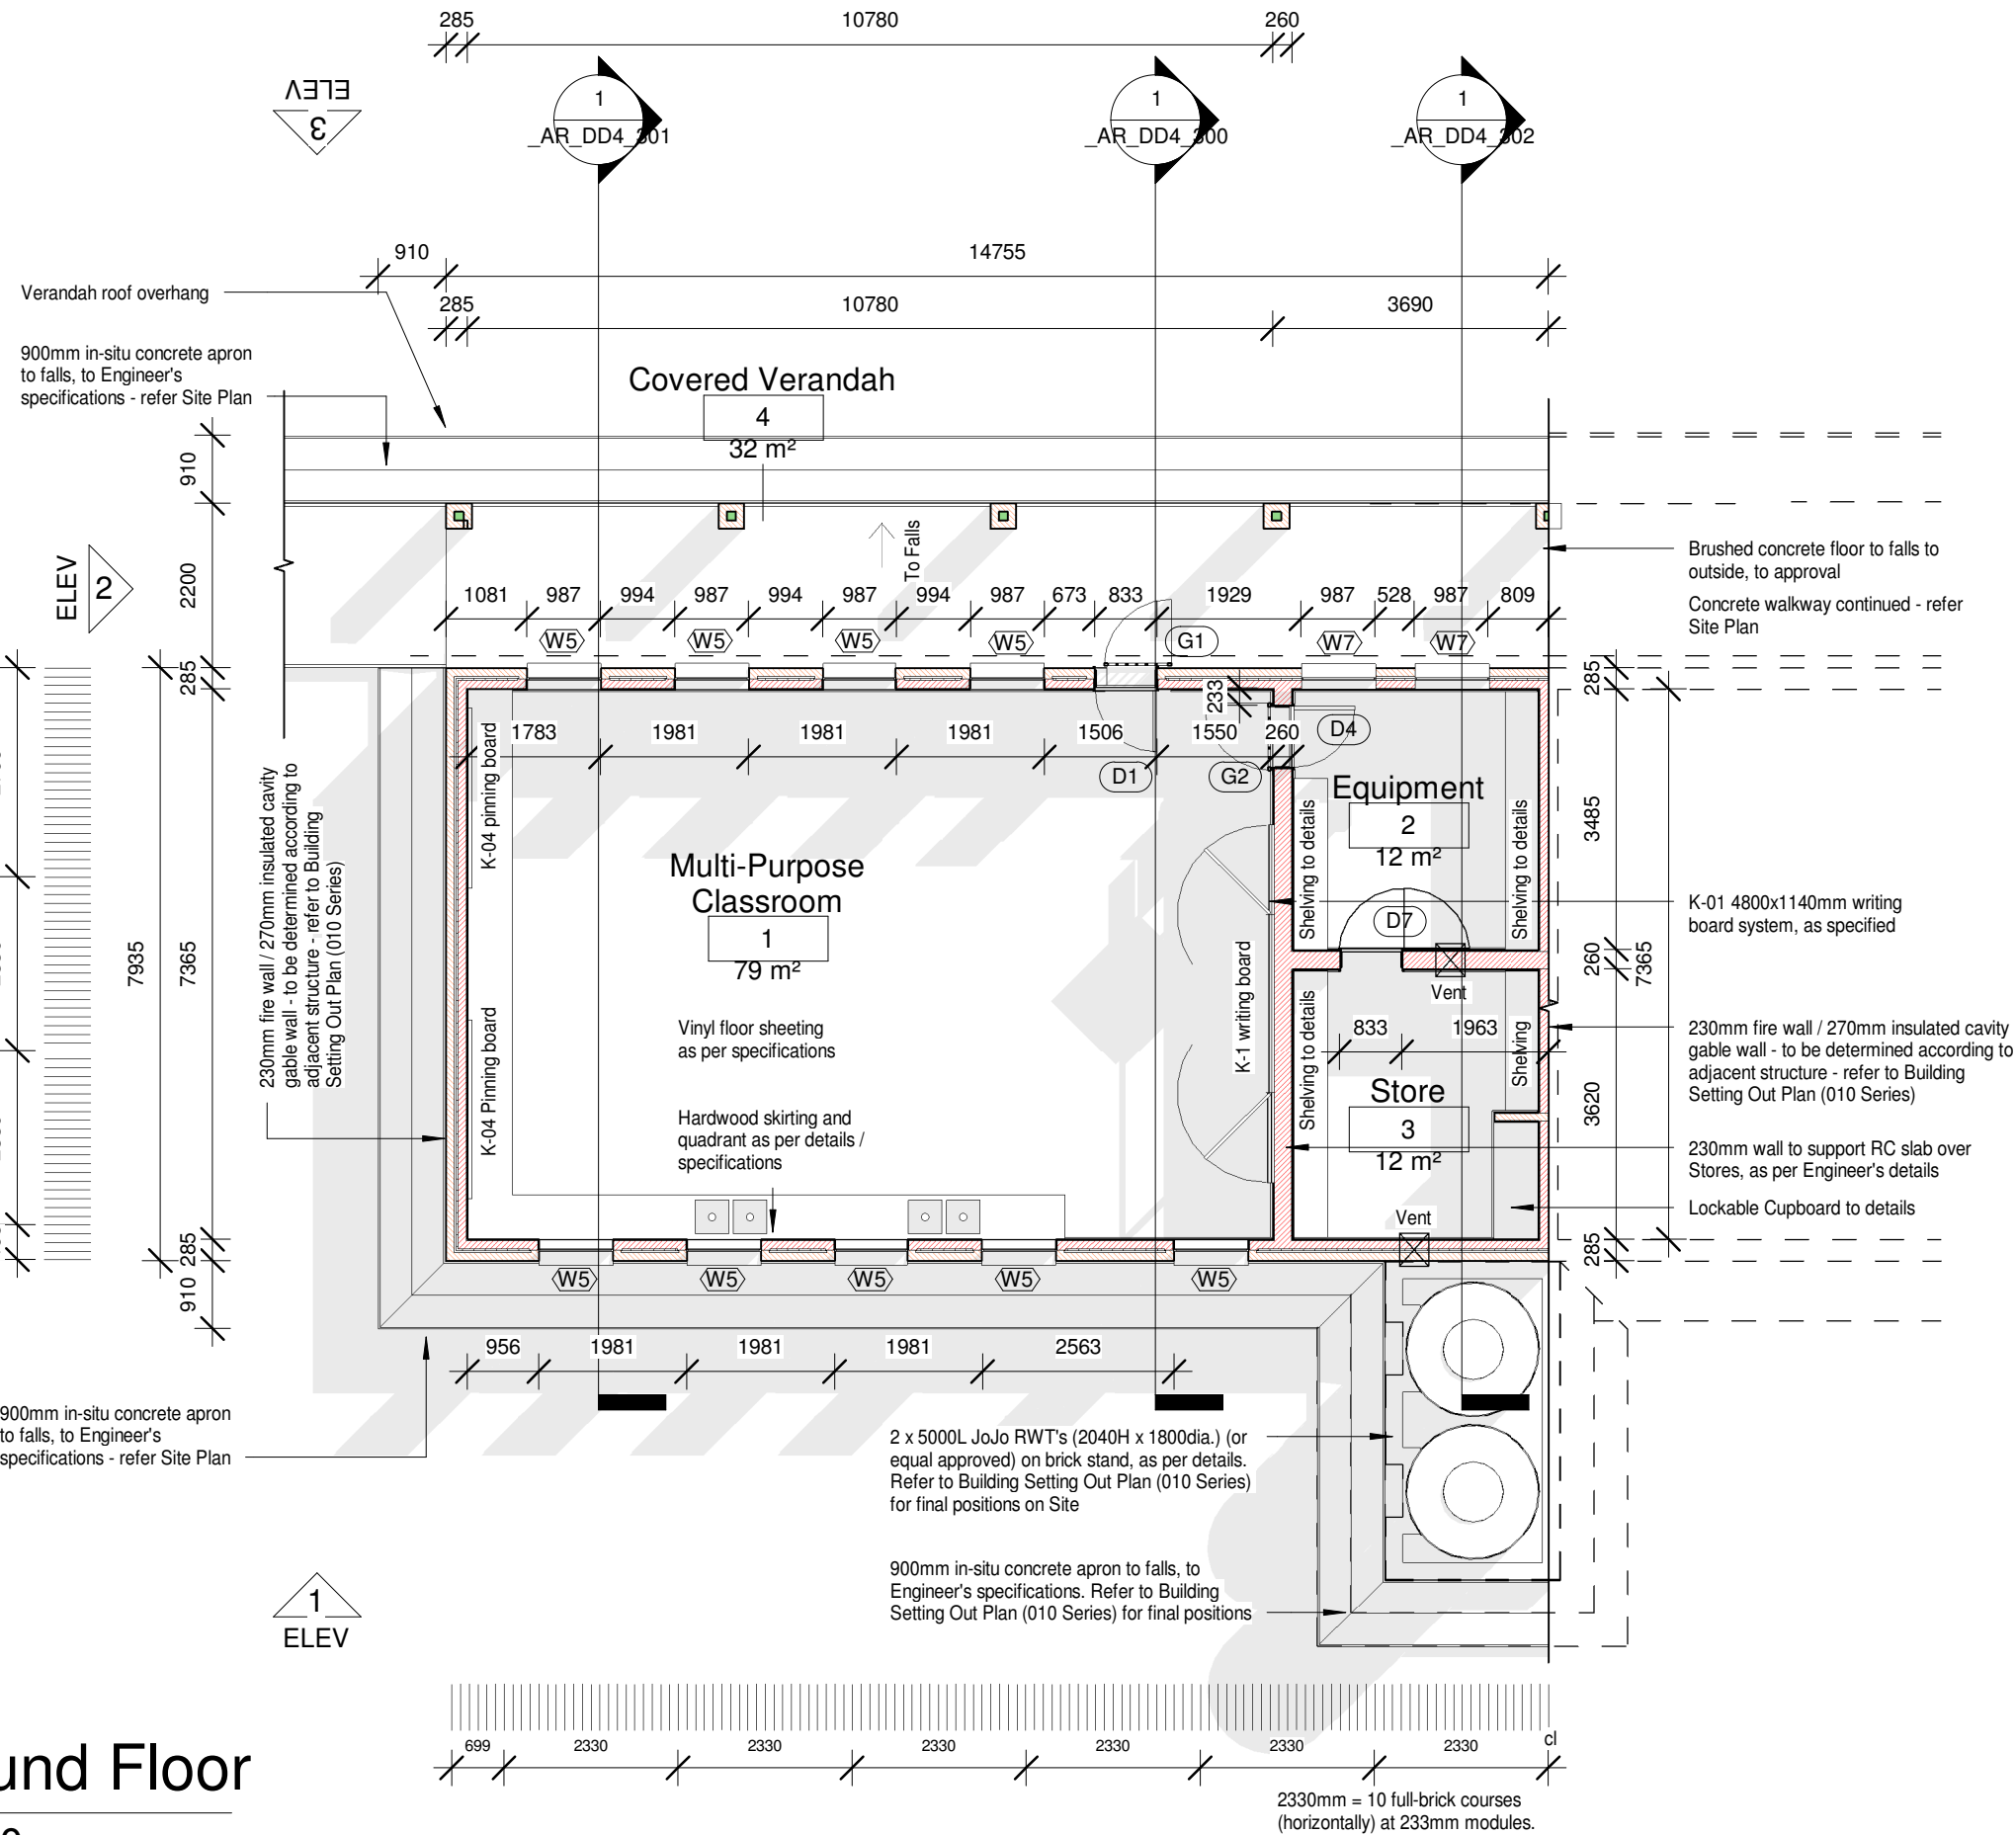 285
10780
260
ELEV
3
1
_AR_DD4_301
1
_AR_DD4_300
1
_AR_DD4_302
910
14755
285
10780
3690
Verandah roof overhang
900mm in-situ concrete apron
to falls, to Engineer's
specifications - refer Site Plan
Covered Verandah
4
32 m²
910
2200
ELEV
2
To Falls
Brushed concrete floor to falls to
outside, to approval
Concrete walkway continued - refer
Site Plan
1081
987
994
987
994
987
994
987
673
833
1929
987
528
987
809
W5
W5
W5
W5
G1
W7
W7
285
285
233
1783
1981
1981
1981
1506
1550
260
D4
D1
G2
K-04 pinning board
230mm fire wall / 270mm insulated cavity
gable wall - to be determined according to
adjacent structure - refer to Building
Setting Out Plan (010 Series)
7935
7365
Multi-Purpose
Classroom
1
79 m²
Equipment
2
12 m²
Shelving to details
Shelving to details
3485
D7
K-01 4800x1140mm writing
board system, as specified
260
7365
Vent
Vinyl floor sheeting
as per specifications
K-04 Pinning board
K-1 writing board
Shelving to details
833
1963
Shelving
230mm fire wall / 270mm insulated cavity
gable wall - to be determined according to
adjacent structure - refer to Building
Setting Out Plan (010 Series)
Hardwood skirting and
quadrant as per details /
specifications
Store
3
12 m²
3620
230mm wall to support RC slab over
Stores, as per Engineer's details
Lockable Cupboard to details
Vent
285
910
285
W5
W5
W5
W5
W5
956
1981
1981
1981
2563
900mm in-situ concrete apron
to falls, to Engineer's
specifications - refer Site Plan
2 x 5000L JoJo RWT's (2040H x 1800dia.) (or
equal approved) on brick stand, as per details.
Refer to Building Setting Out Plan (010 Series)
for final positions on Site
900mm in-situ concrete apron to falls, to
Engineer's specifications. Refer to Building
Setting Out Plan (010 Series) for final positions
1
ELEV
699
2330
2330
2330
2330
2330
2330
cl
und Floor
2330mm = 10 full-brick courses
(horizontally) at 233mm modules.